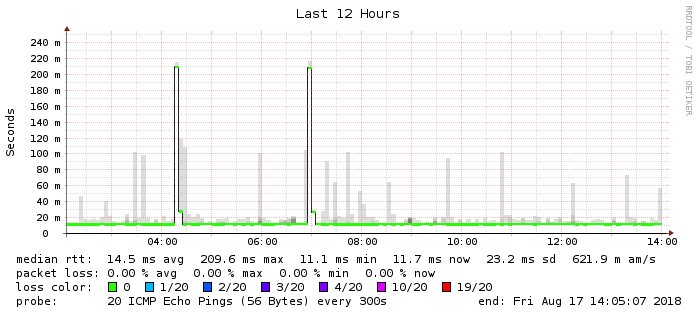 Last 12 Hours
RRDTOOL / TOBI OETIKER
Seconds
240 m
220 m
200 m
180 m
160 m
140 m
120 m
100 m
80 m
60 m
40 m
20 m
0
04:00 06:00 08:00 10:00 12:00 14:00
median rtt: 14.5 ms avg 209.6 ms max 11.1 ms min 11.7 ms now 23.2 ms sd 621.9 m am/s
packet loss: 0.00 % avg 0.00 % max 0.00 % min 0.00 % now
loss color: 0 1/20 2/20 3/20 4/20 10/20 19/20
probe: 20 ICMP Echo Pings (56 Bytes) every 300s end: Fri Aug 17 14:05:07 2018